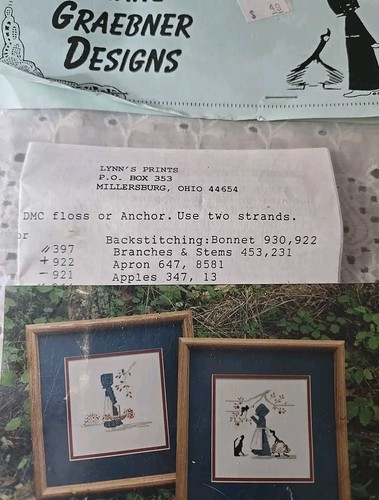 GRAEBNER
DESIGNS
LYNN'S PRINTS
P.O. BOX 353
MILLERSBURG, OHIO 44654
DMC floss or Anchor. Use two strands.
or
Backstitching:Bonnet 930,922
#397
Branches & Stems 453,231
+ 922
Apron 647, 8581
- 921
Apples 347, 13